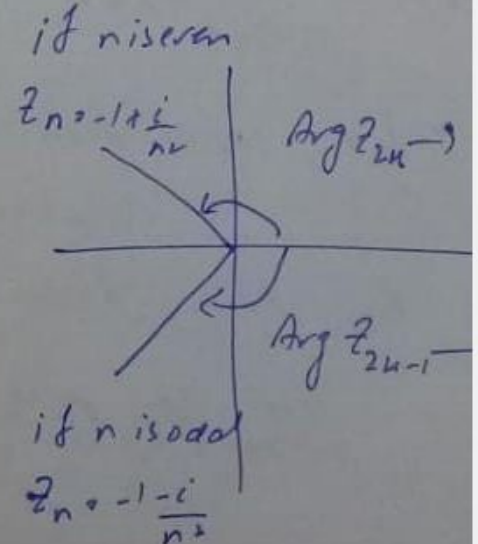 if n is even
Zn = -1 + i/n²
Arg Z2n →
Arg Z2n-1 —
if n is odd
Zn = -1 - i/n²